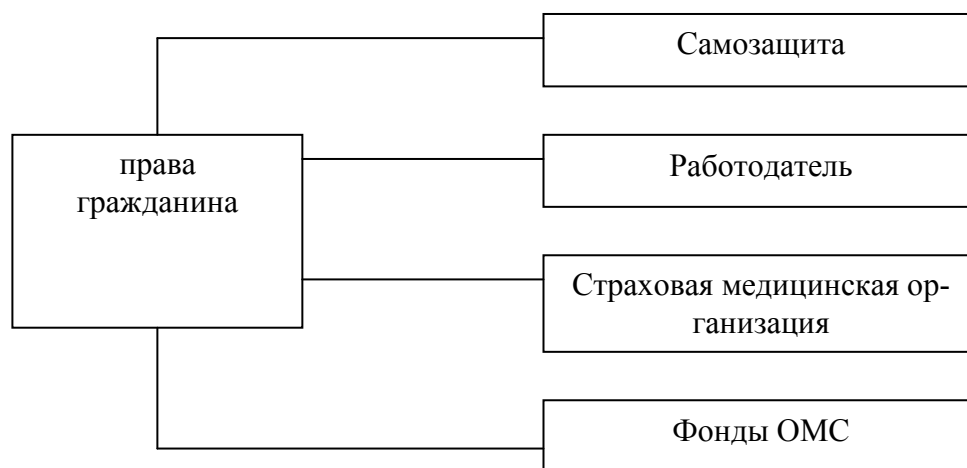 Самозащита
права
гражданина
Работодатель
Страховая медицинская ор-
ганизация
Фонды ОМС